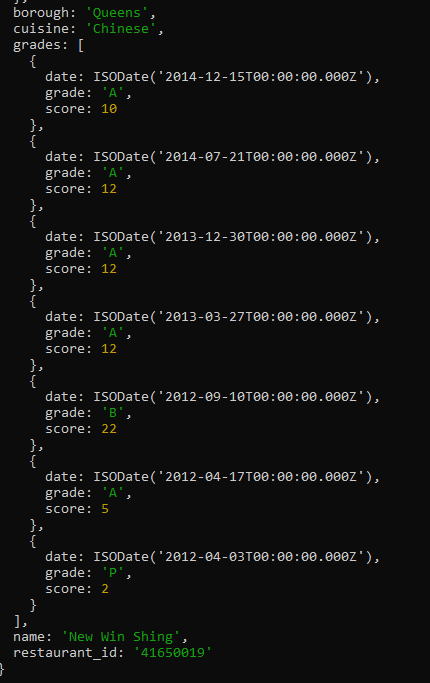 },
borough: 'Queens',
cuisine: 'Chinese',
grades: [
{
date: ISODate('2014-12-15T00:00:00.000Z'),
grade: 'A',
score: 10
},
{
date: ISODate('2014-07-21T00:00:00.000Z'),
grade: 'A',
score: 12
},
{
date: ISODate('2013-12-30T00:00:00.000Z'),
grade: 'A',
score: 12
},
{
date: ISODate('2013-03-27T00:00:00.000Z'),
grade: 'A',
score: 12
},
{
date: ISODate('2012-09-10T00:00:00.000Z'),
grade: 'B',
score: 22
},
{
date: ISODate('2012-04-17T00:00:00.000Z'),
grade: 'A',
score: 5
},
{
date: ISODate('2012-04-03T00:00:00.000Z'),
grade: 'P',
score: 2
}
],
name: 'New Win Shing',
restaurant_id: '41650019'
}